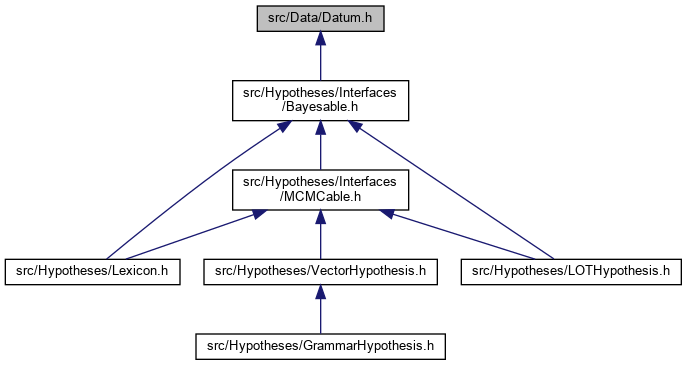 src/Data/Datum.h
src/Hypotheses/Interfaces
/Bayesable.h
src/Hypotheses/Interfaces
/MCMCable.h
src/Hypotheses/Lexicon.h
src/Hypotheses/VectorHypothesis.h
src/Hypotheses/LOTHypothesis.h
src/Hypotheses/GrammarHypothesis.h